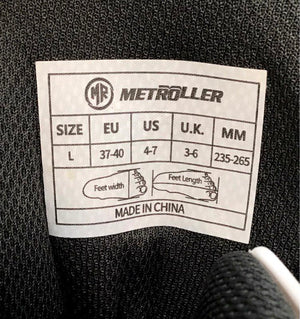 MR METROLLER
SIZE EU US U.K. MM
L 37-40 4-7 3-6 235-265
Feet width Feet Length
MADE IN CHINA